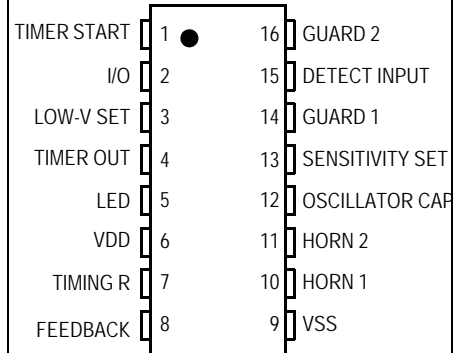 TIMER START 1 16 GUARD 2
I/O 2 15 DETECT INPUT
LOW-V SET 3 14 GUARD 1
TIMER OUT 4 13 SENSITIVITY SET
LED 5 12 OSCILLATOR CAP
VDD 6 11 HORN 2
TIMING R 7 10 HORN 1
FEEDBACK 8 9 VSS